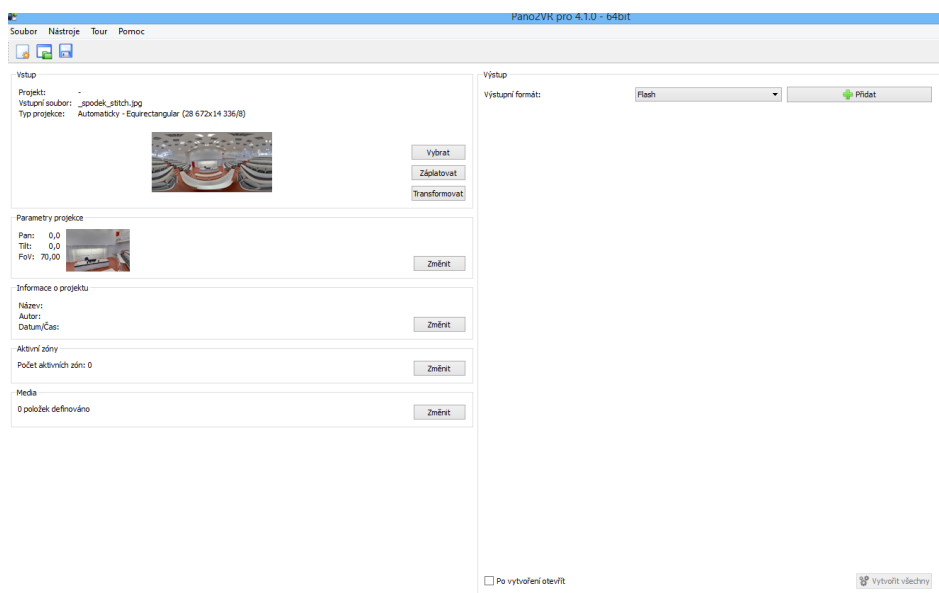 Pano2VR pro 4.1.0 - 64bit
Soubor Nástroje Tour Pomoc
Vstup
Projekt: -
Vstupní soubor: _spodek_stitch.jpg
Typ projekce: Automaticky - Equirectangular (28 672x14 336/8)
Vybrat
Záplatovat
Transformovat
Parametry projekce
Pan: 0,0
Tilt: 0,0
FoV: 70,00
Změnit
Informace o projektu
Název:
Autor:
Datum/Čas:
Změnit
Aktivní zóny
Počet aktivních zón: 0
Změnit
Media
0 položek definováno
Změnit
Výstup
Výstupní formát: Flash Přidat
Po vytvoření otevřít
Vytvořit všechny